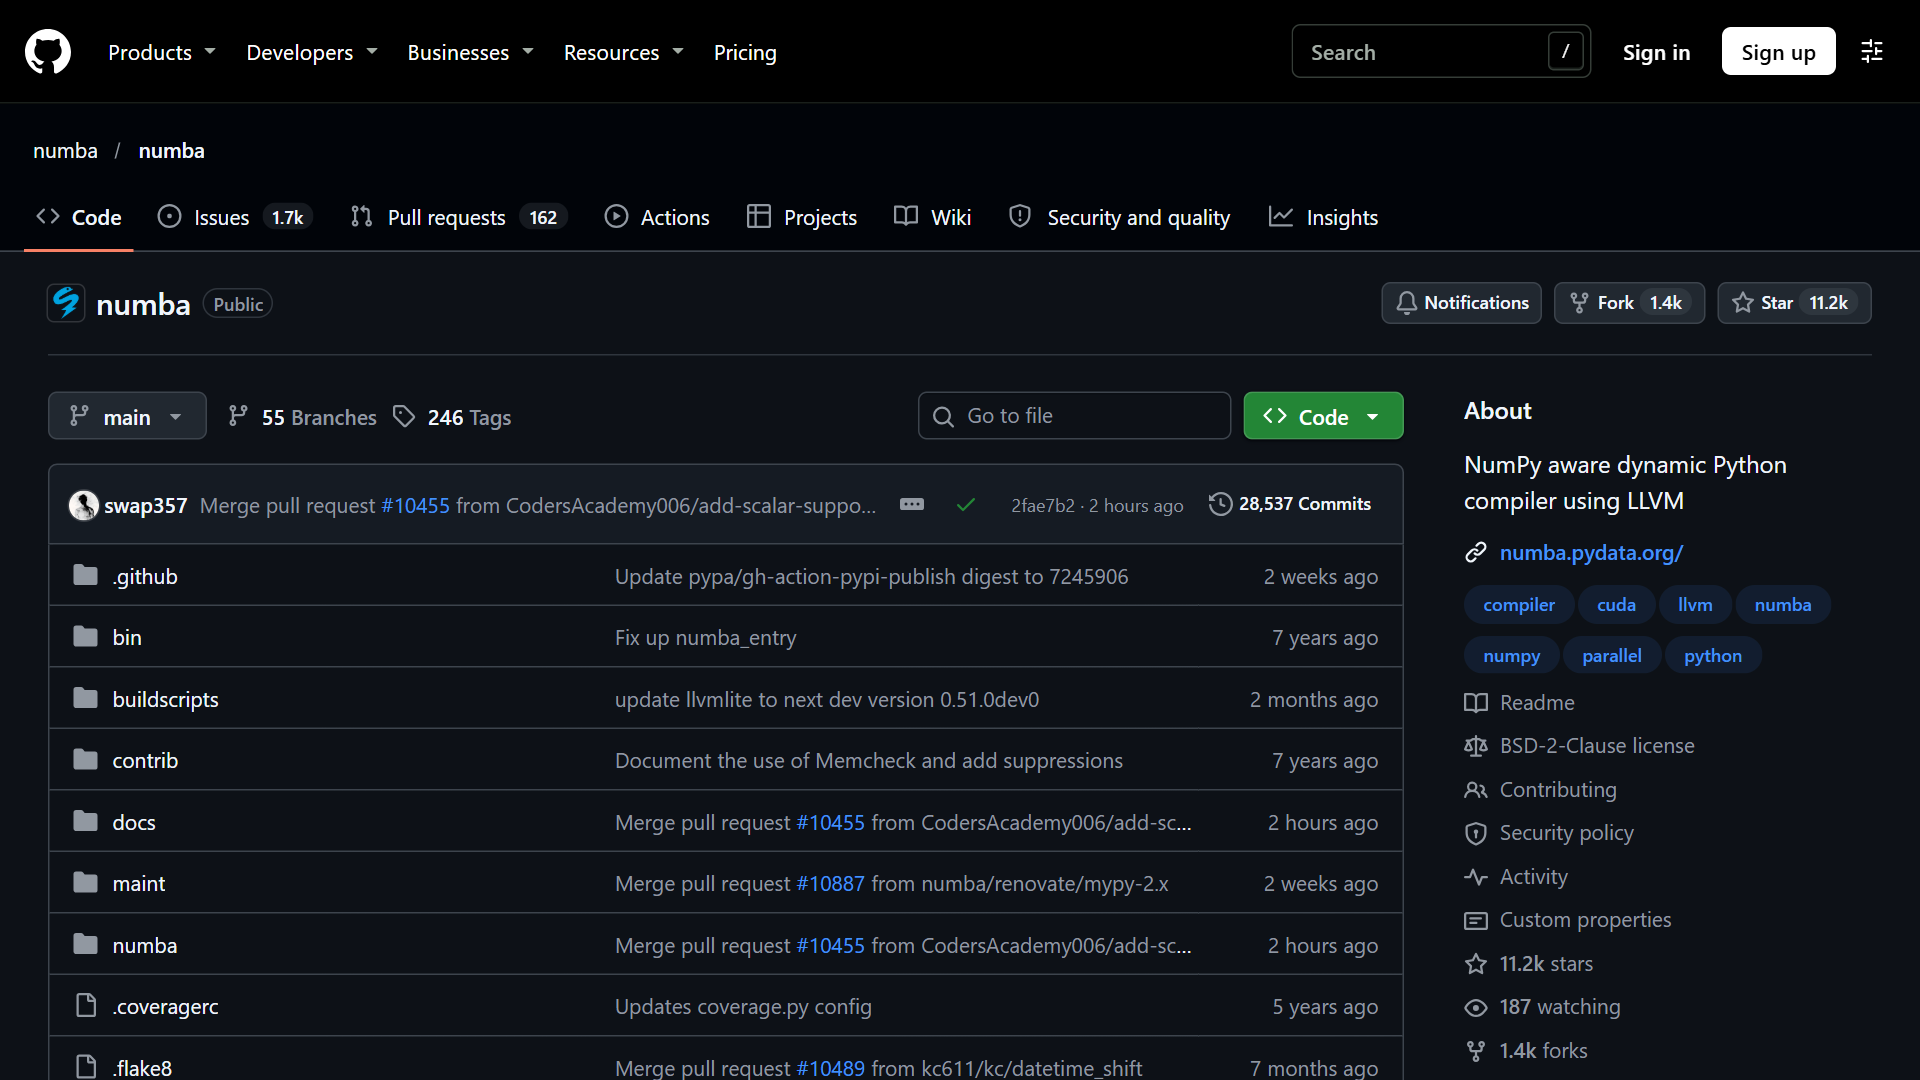 Products Developers Businesses Resources Pricing Search / Sign in Sign up
numba / numba
Code Issues 1.7k Pull requests 162 Actions Projects Wiki Security and quality Insights
numba Public Notifications Fork 1.4k Star 11.2k
main 55 Branches 246 Tags Go to file Code
swap357 Merge pull request #10455 from CodersAcademy006/add-scalar-suppo... 2fae7b2 · 2 hours ago 28,537 Commits
.github Update pypa/gh-action-pypi-publish digest to 7245906 2 weeks ago
bin Fix up numba_entry 7 years ago
buildscripts update llvmlite to next dev version 0.51.0dev0 2 months ago
contrib Document the use of Memcheck and add suppressions 7 years ago
docs Merge pull request #10455 from CodersAcademy006/add-sc... 2 hours ago
maint Merge pull request #10887 from numba/renovate/mypy-2.x 2 weeks ago
numba Merge pull request #10455 from CodersAcademy006/add-sc... 2 hours ago
.coveragerc Updates coverage.py config 5 years ago
.flake8 Merge pull request #10489 from kc611/kc/datetime_shift 7 months ago
About
NumPy aware dynamic Python
compiler using LLVM
numba.pydata.org/
compiler cuda llvm numba
numpy parallel python
Readme
BSD-2-Clause license
Contributing
Security policy
Activity
Custom properties
11.2k stars
187 watching
1.4k forks